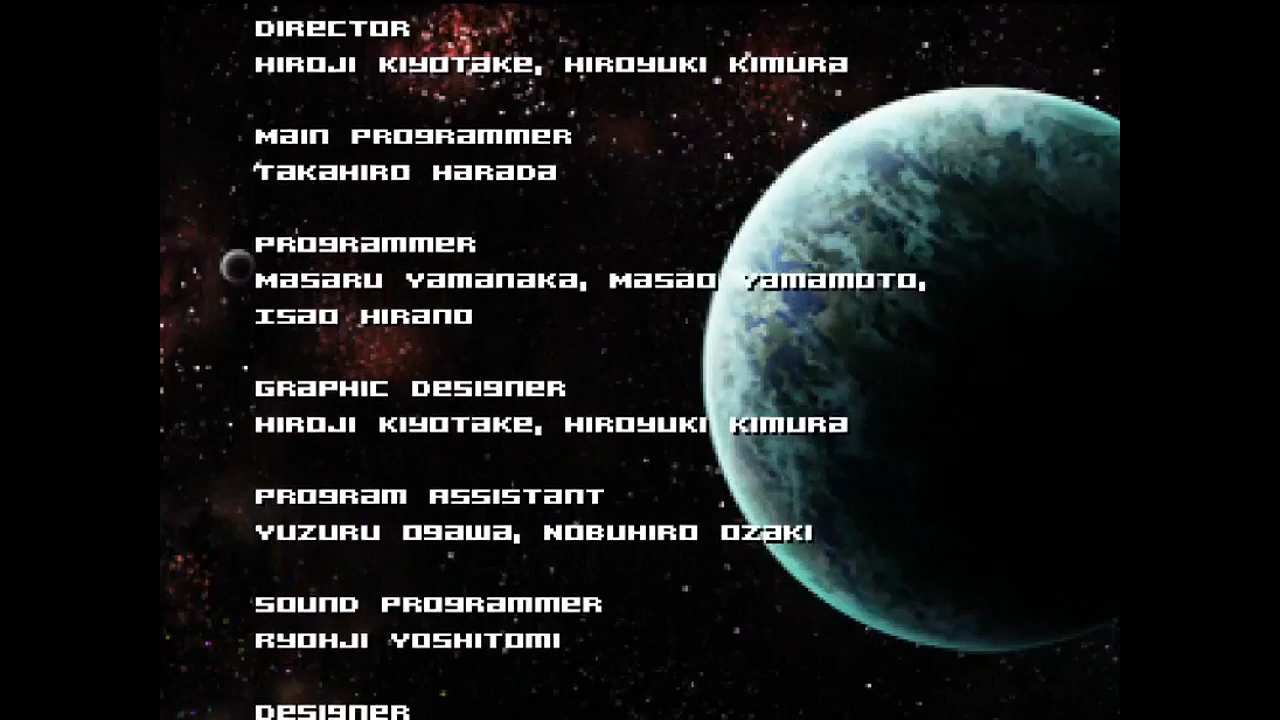 DIRECTOR
HIROJI KIYOTAKE, HIROYUKI KIMURA
MAIN PROGRAMMER
TAKAHIRO HARADA
PROGRAMMER
MASARU YAMANAKA, MASAO YAMAMOTO,
ISAO HIRANO
GRAPHIC DESIGNER
HIROJI KIYOTAKE, HIROYUKI KIMURA
PROGRAM ASSISTANT
YUZURU OGAWA, NOBUHIRO OZAKI
SOUND PROGRAMMER
RYOHJI YOSHITOMI
DESIGNER